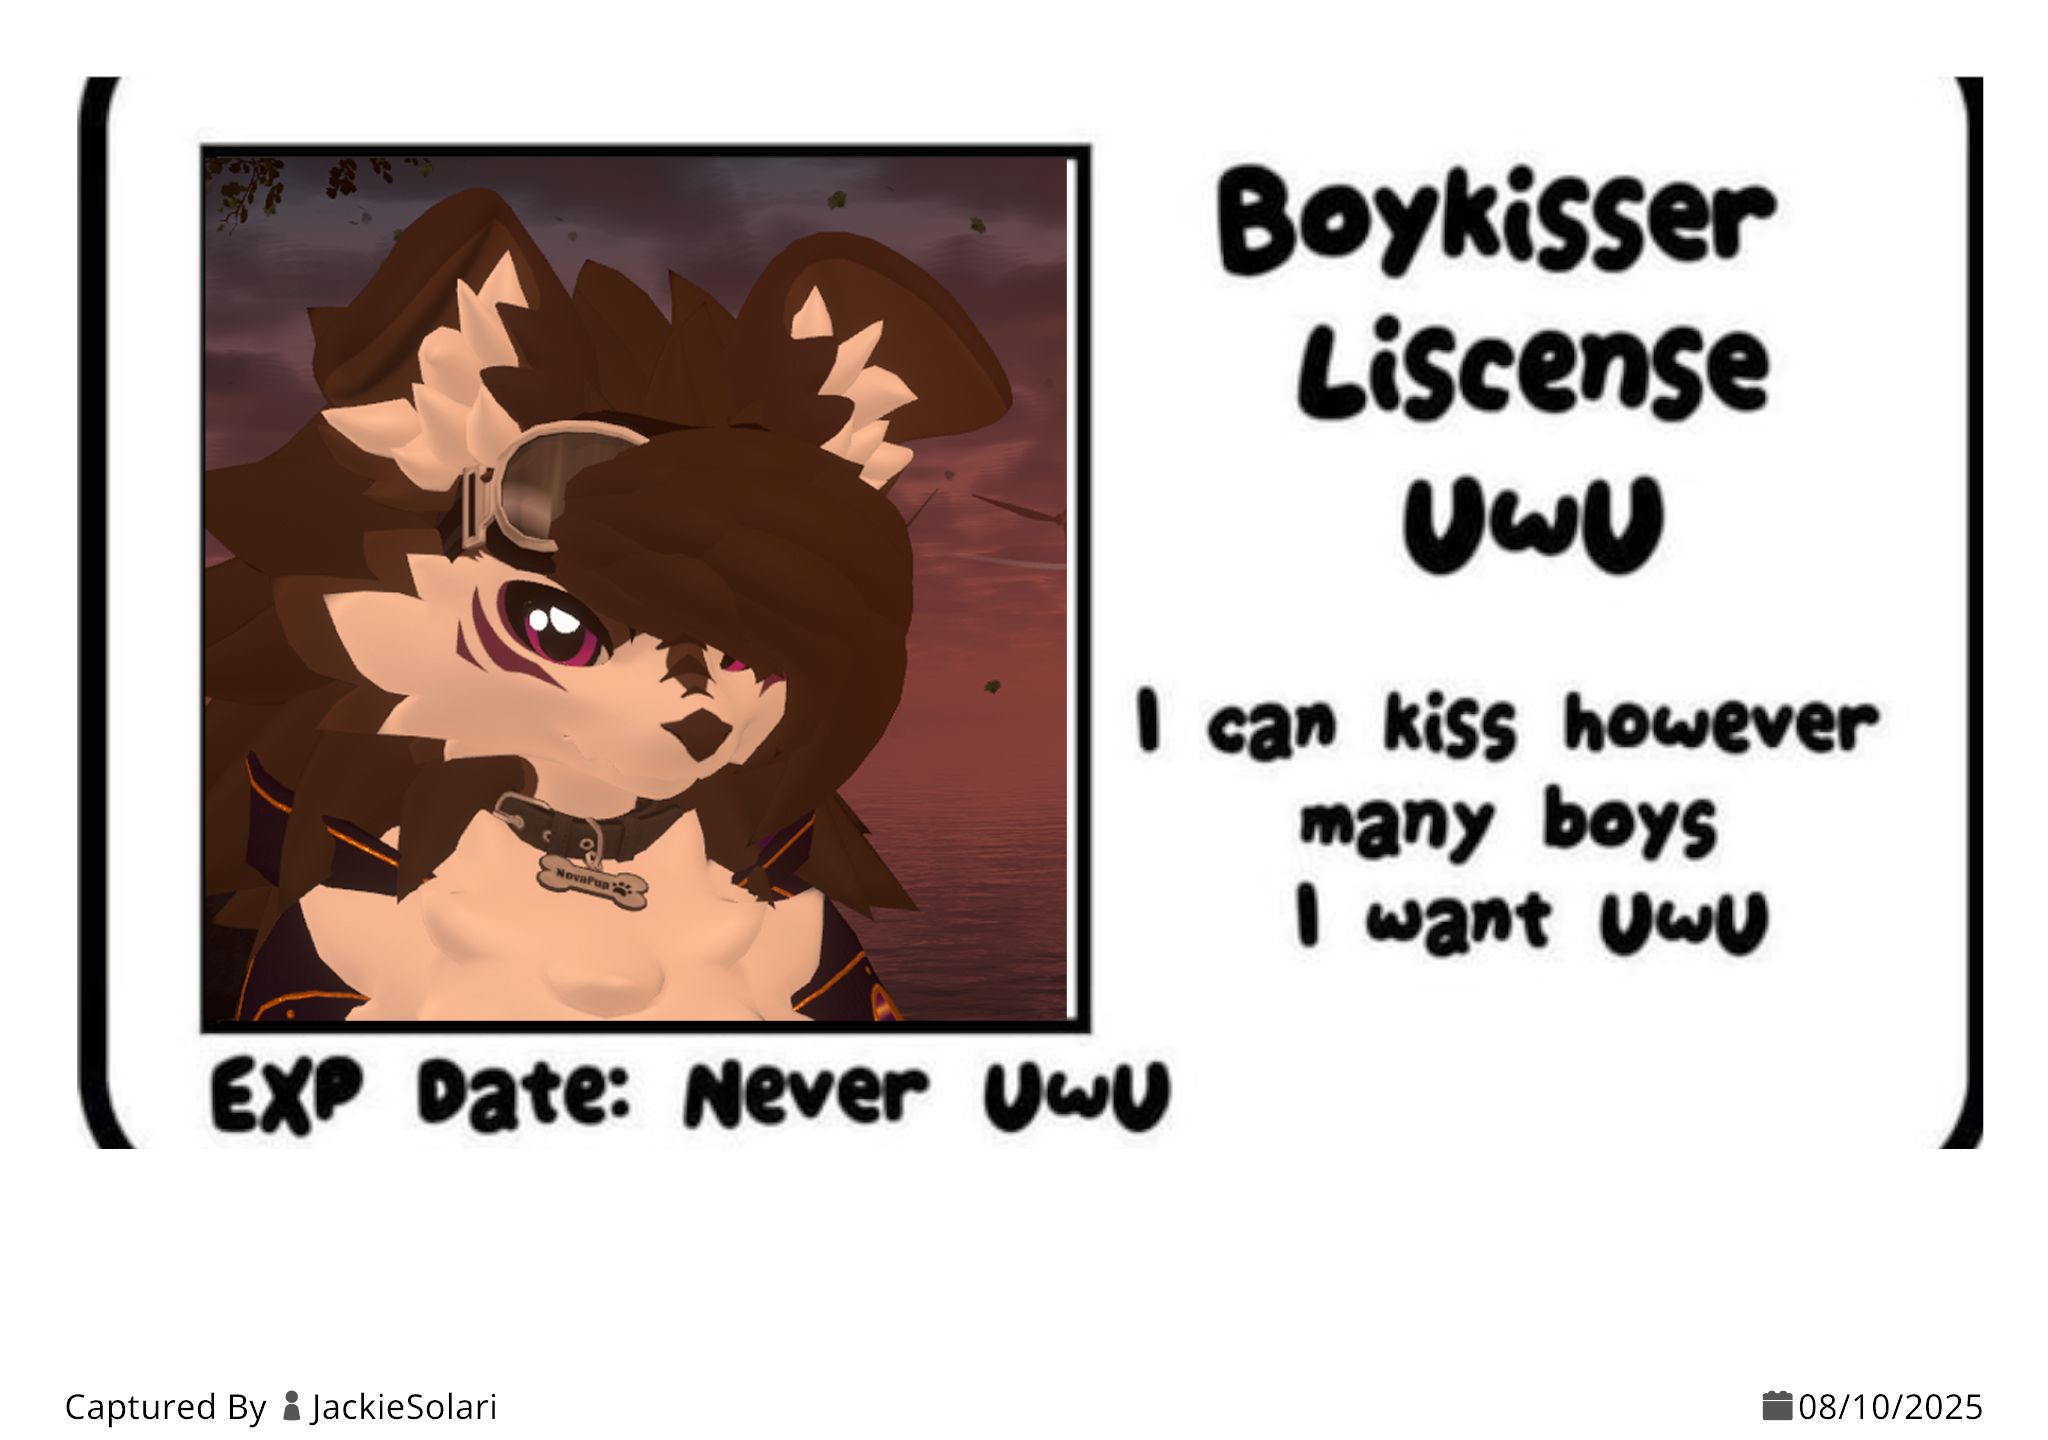 Boykisser
Liscense
UwU
I can kiss however
many boys
I want UwU
NovaPup
EXP Date: Never UwU
Captured By JackieSolari
08/10/2025